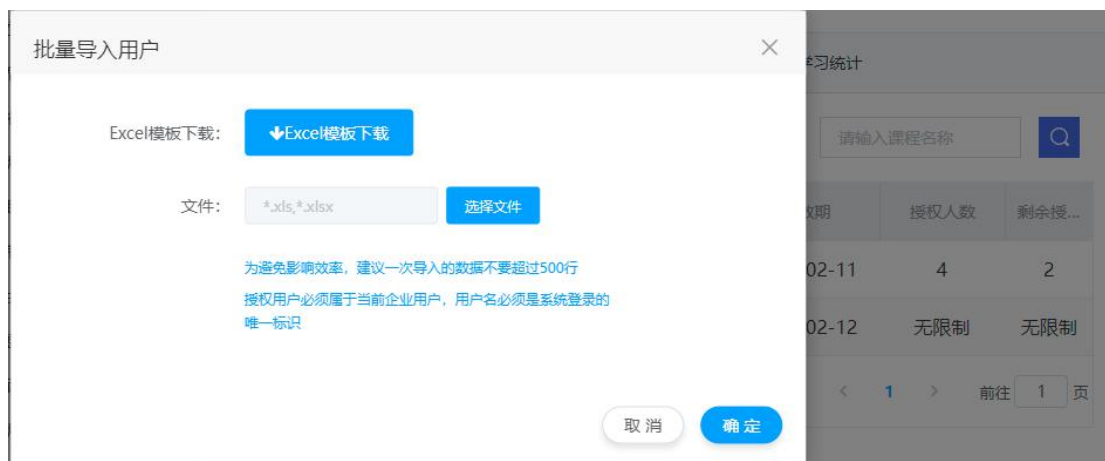 批量导入用户
学习统计
Excel模板下载:
Excel模板下载
请输入课程名称
文件:
*.xls,*.xlsx
选择文件
授权人数
剩余授...
为避免影响效率，建议一次导入的数据不要超过500行
授权用户必须属于当前企业用户，用户名必须是系统登录的
唯一标识
02-11
4
2
02-12
无限制
无限制
1
前往
1
页
取消
确定